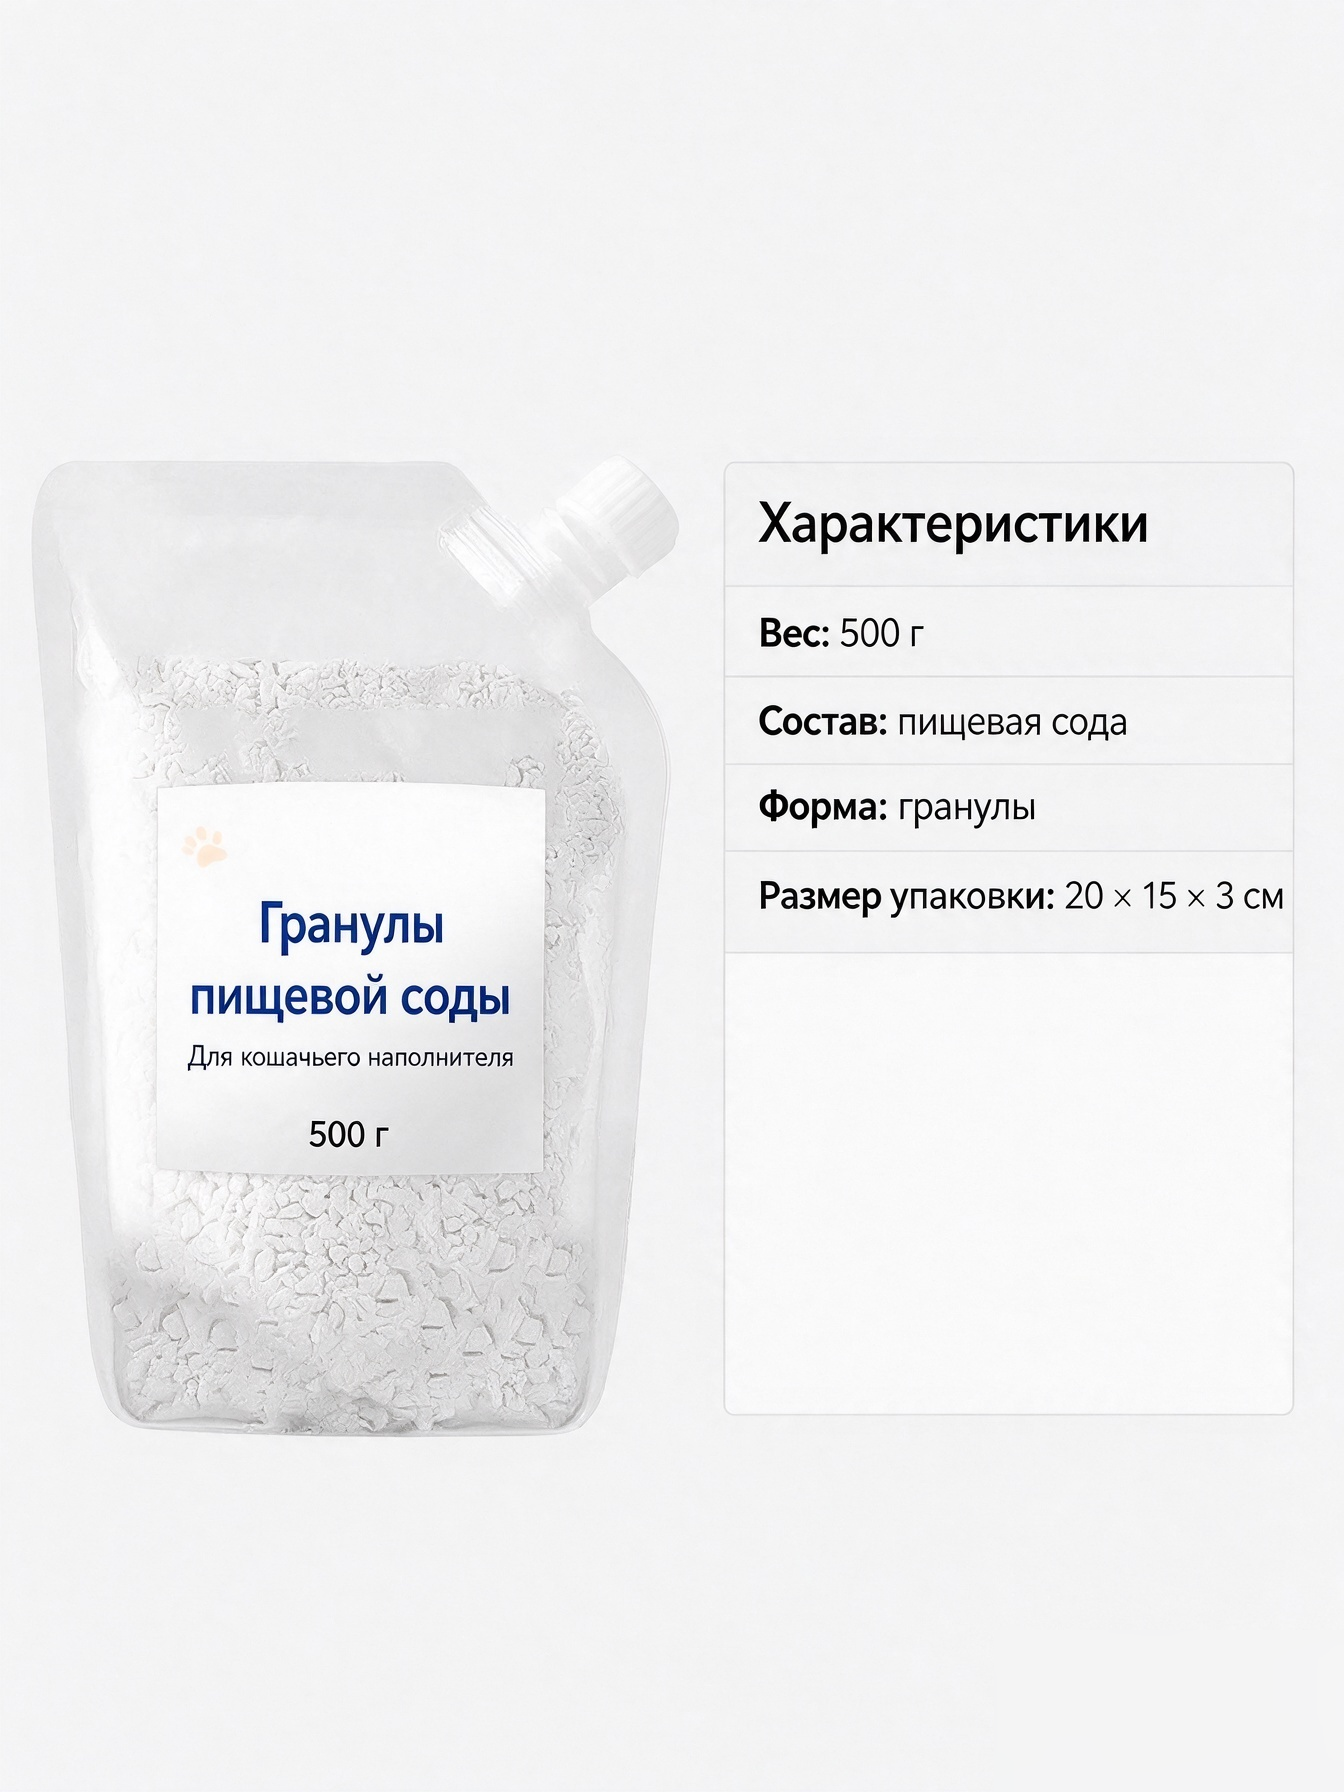 Гранулы
пищевой соды
Для кошачьего наполнителя
500 г
Характеристики
Вес: 500 г
Состав: пищевая сода
Форма: гранулы
Размер упаковки: 20 × 15 × 3 см